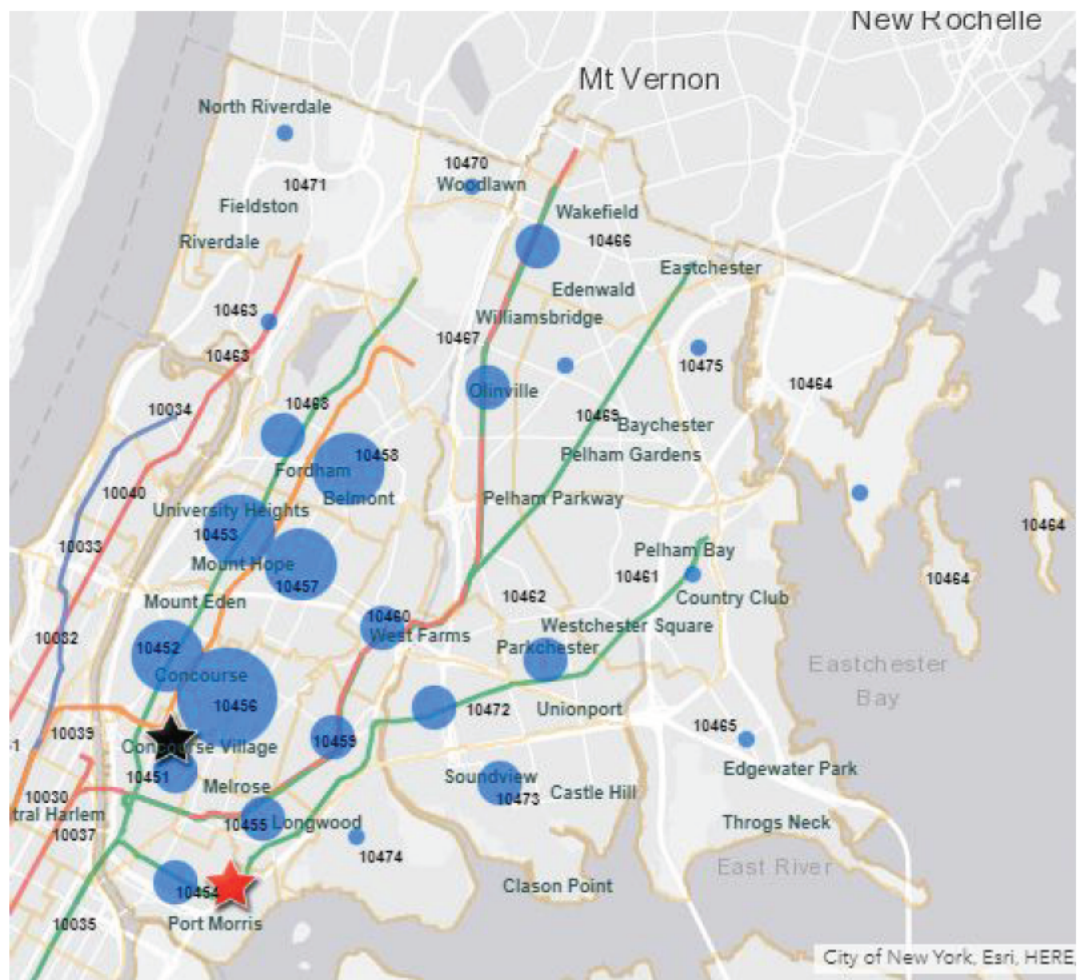 New Rochelle
Mt Vernon
North Riverdale
10470
10471
Woodlawn
Fieldston
Wakefield
Riverdale
10466
Eastchester
Edenwald
10463
Williamsbridge
10467
10463
10475
10464
Olinville
10034
10468
10469
Baychester
10458
Pelham Gardens
Fordham
10040
Belmont
Pelham Parkway
University Heights
10464
10453
10033
Pelham Bay
Mount Hope
10461
10464
10457
10462
Country Club
Mount Eden
10460
Westchester Square
West Farms
10032
10452
Parkchester
Eastchester
Bay
Concourse
10456
10472
Unionport
10465
10039
10459
Concourse Village
Edgewater Park
10451
Soundview
Melrose
Castle Hill
10030
10473
tral Harlem
10455
Longwood
Throgs Neck
10037
10474
East River
10454
Clason Point
Port Morris
10035
City of New York, Esri, HERE